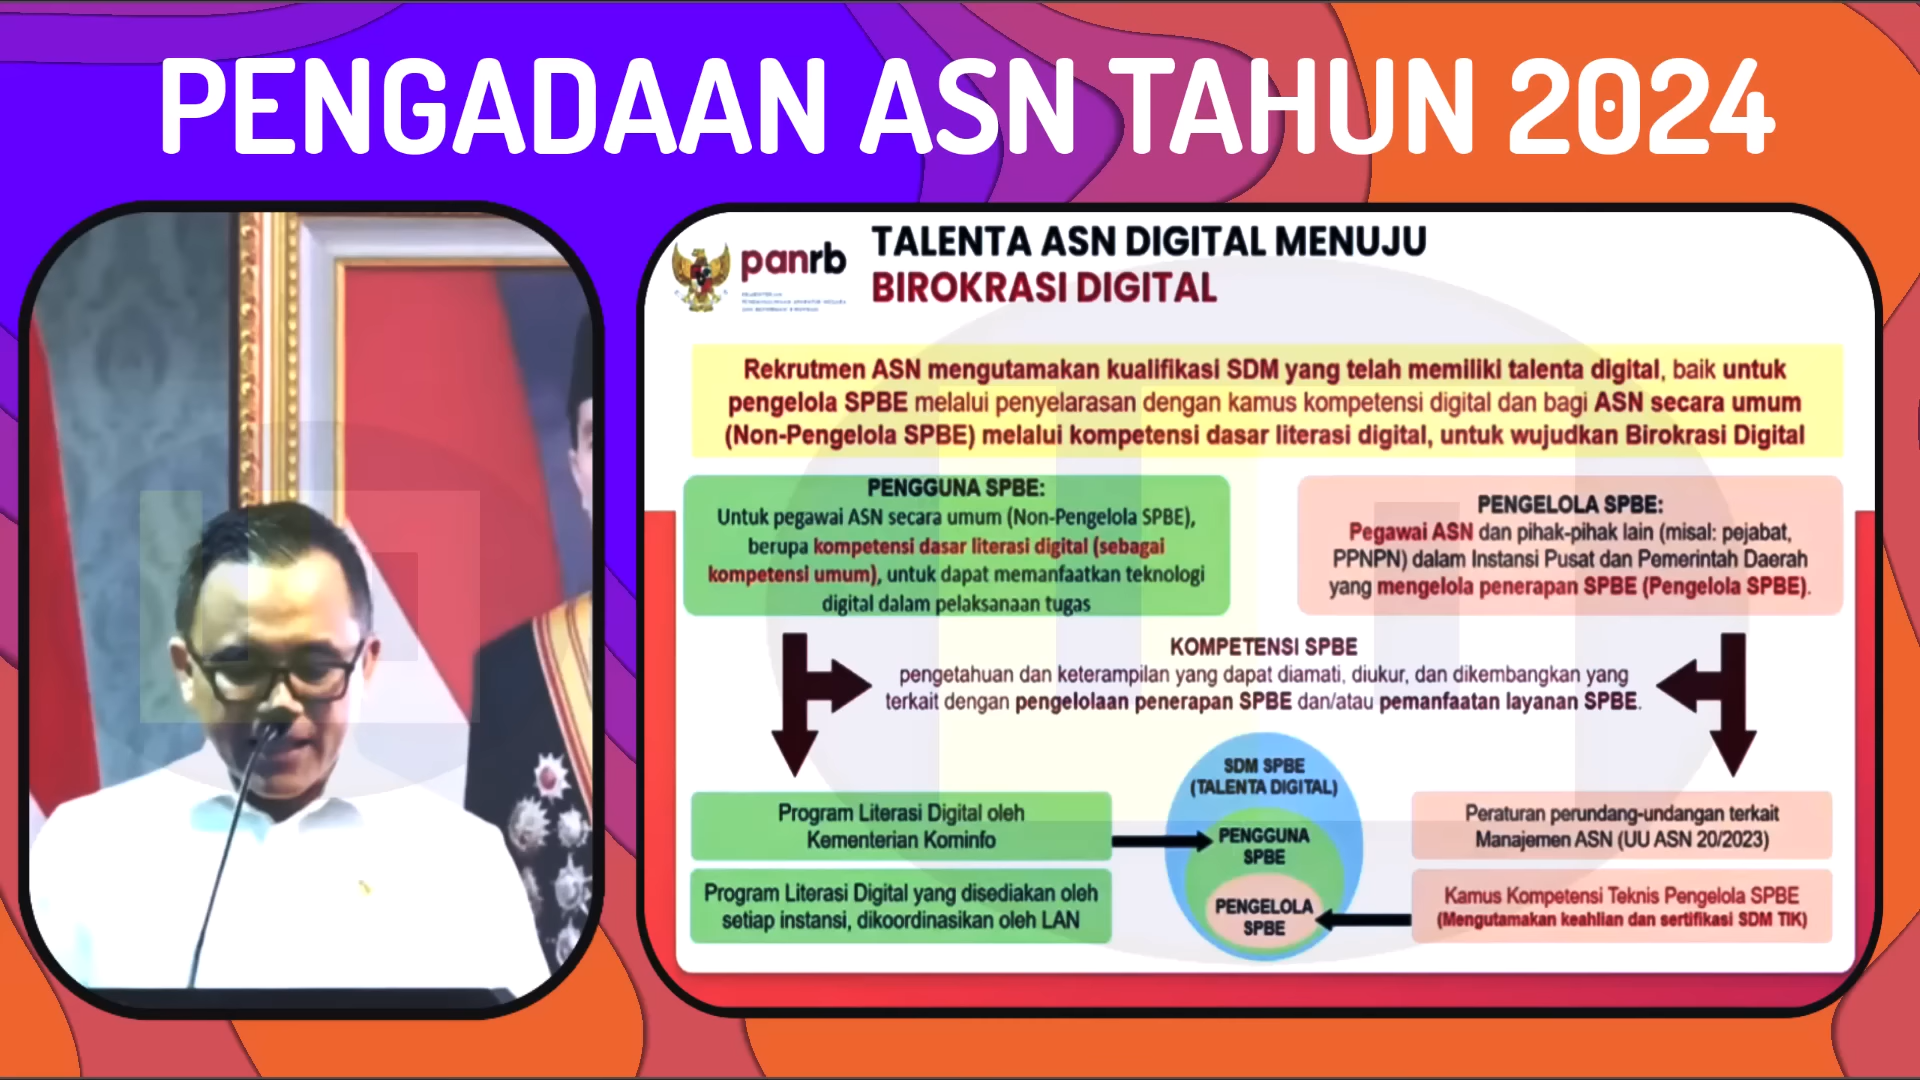 PENGADAAN ASN TAHUN 2024
panrb
TALENTA ASN DIGITAL MENUJU
BIROKRASI DIGITAL
Rekrutmen ASN mengutamakan kualifikasi SDM yang telah memiliki talenta digital, baik untuk
pengelola SPBE melalui penyelarasan dengan kamus kompetensi digital dan bagi ASN secara umum
(Non-Pengelola SPBE) melalui kompetensi dasar literasi digital, untuk wujudkan Birokrasi Digital
PENGGUNA SPBE:
Untuk pegawai ASN secara umum (Non-Pengelola SPBE),
berupa kompetensi dasar literasi digital (sebagai
kompetensi umum), untuk dapat memanfaatkan teknologi
digital dalam pelaksanaan tugas
PENGELOLA SPBE:
Pegawai ASN dan pihak-pihak lain (misal: pejabat,
PPNPN) dalam Instansi Pusat dan Pemerintah Daerah
yang mengelola penerapan SPBE (Pengelola SPBE).
KOMPETENSI SPBE
pengetahuan dan keterampilan yang dapat diamati, diukur, dan dikembangkan yang
terkait dengan pengelolaan penerapan SPBE dan/atau pemanfaatan layanan SPBE.
Program Literasi Digital oleh
Kementerian Kominfo
Program Literasi Digital yang disediakan oleh
setiap instansi, dikoordinasikan oleh LAN
SDM SPBE
(TALENTA DIGITAL)
PENGGUNA
SPBE
PENGELOLA
SPBE
Peraturan perundang-undangan terkait
Manajemen ASN (UU ASN 20/2023)
Kamus Kompetensi Teknis Pengelola SPBE
(Mengutamakan keahlian dan sertifikasi SDM TIK)